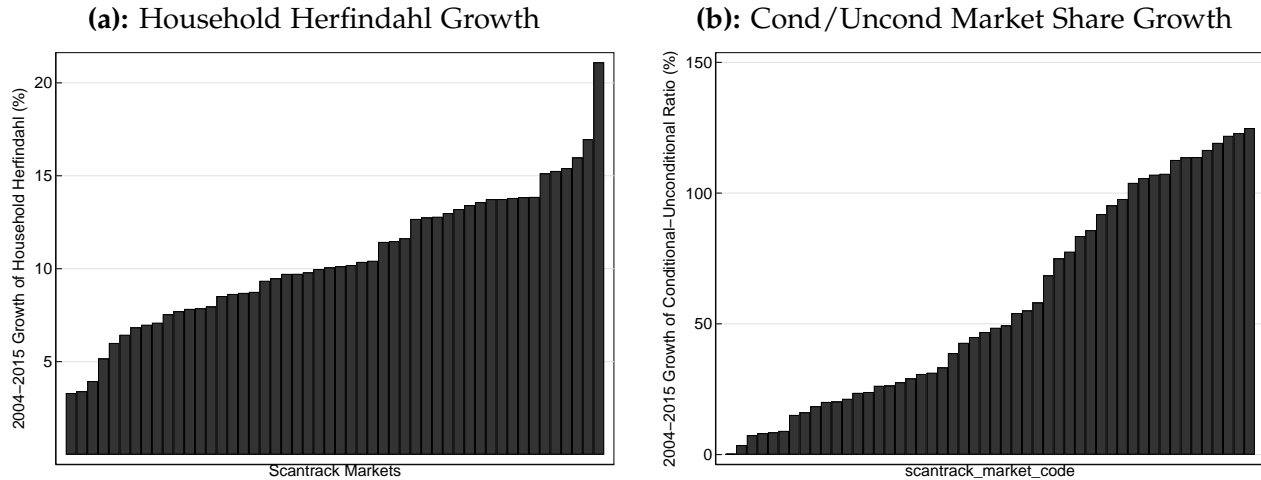 (a): Household Herfindahl Growth
2004–2015 Growth of Household Herfindahl (%)
20
15
10
5
Scantrack Markets
(b): Cond/Uncond Market Share Growth
2004–2015 Growth of Conditional–Unconditional Ratio (%)
150
100
50
0
scantrack_market_code